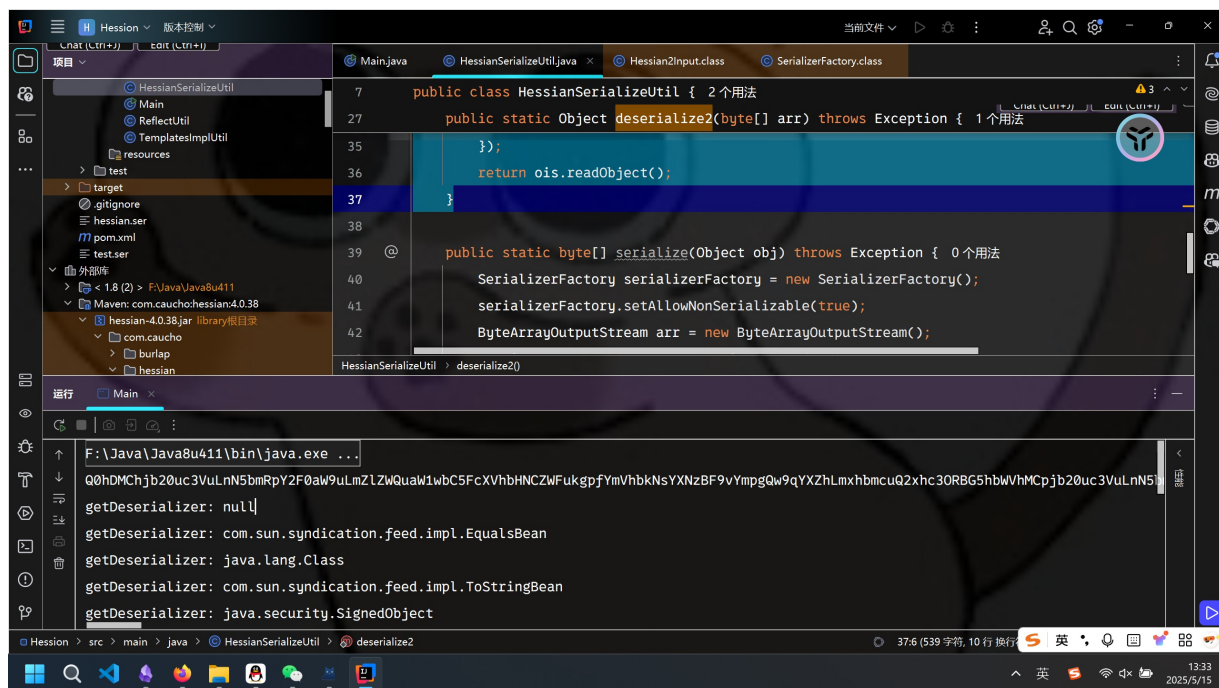 Hession
版本控制
当前文件
Chat (Ctrl+J) Edit (Ctrl+I)
项目
Main.java
HessianSerializeUtil.java
Hessian2Input.class
SerializerFactory.class
HessianSerializeUtil
Main
ReflectUtil
TemplatesImplUtil
resources
test
target
.gitignore
hessian.ser
pom.xml
test.ser
外部库
< 1.8 (2) > F:\Java\Java8u411
Maven: com.caucho:hessian:4.0.38
hessian-4.0.38.jar library根目录
com.caucho
burlap
hessian
7 public class HessianSerializeUtil { 2 个用法
3
Chat (Ctrl+J) Edit (Ctrl+I)
27 public static Object deserialize2(byte[] arr) throws Exception { 1 个用法
35 });
36 return ois.readObject();
37 }
38
39 @ public static byte[] serialize(Object obj) throws Exception { 0 个用法
40 SerializerFactory serializerFactory = new SerializerFactory();
41 serializerFactory.setAllowNonSerializable(true);
42 ByteArrayOutputStream arr = new ByteArrayOutputStream();
HessianSerializeUtil > deserialize2()
运行 Main
F:\Java\Java8u411\bin\java.exe ...
Q0hDMChjb20uc3VuLnN5bmRpY2F0aW9uLmZlZWQuaW1wbC5FcXVhbHNCZWFukgpfYmVhbkNsYXNzBF9vYmpgQw9qYXZhLmxhbmcuQ2xhc3ORBG5hbWVhMCpjb20uc3VuLnN5b
getDeserializer: null
getDeserializer: com.sun.syndication.feed.impl.EqualsBean
getDeserializer: java.lang.Class
getDeserializer: com.sun.syndication.feed.impl.ToStringBean
getDeserializer: java.security.SignedObject
Hession > src > main > java > HessianSerializeUtil > deserialize2
37:6 (539 字符, 10 行 换行
英
英
13:33
2025/5/15